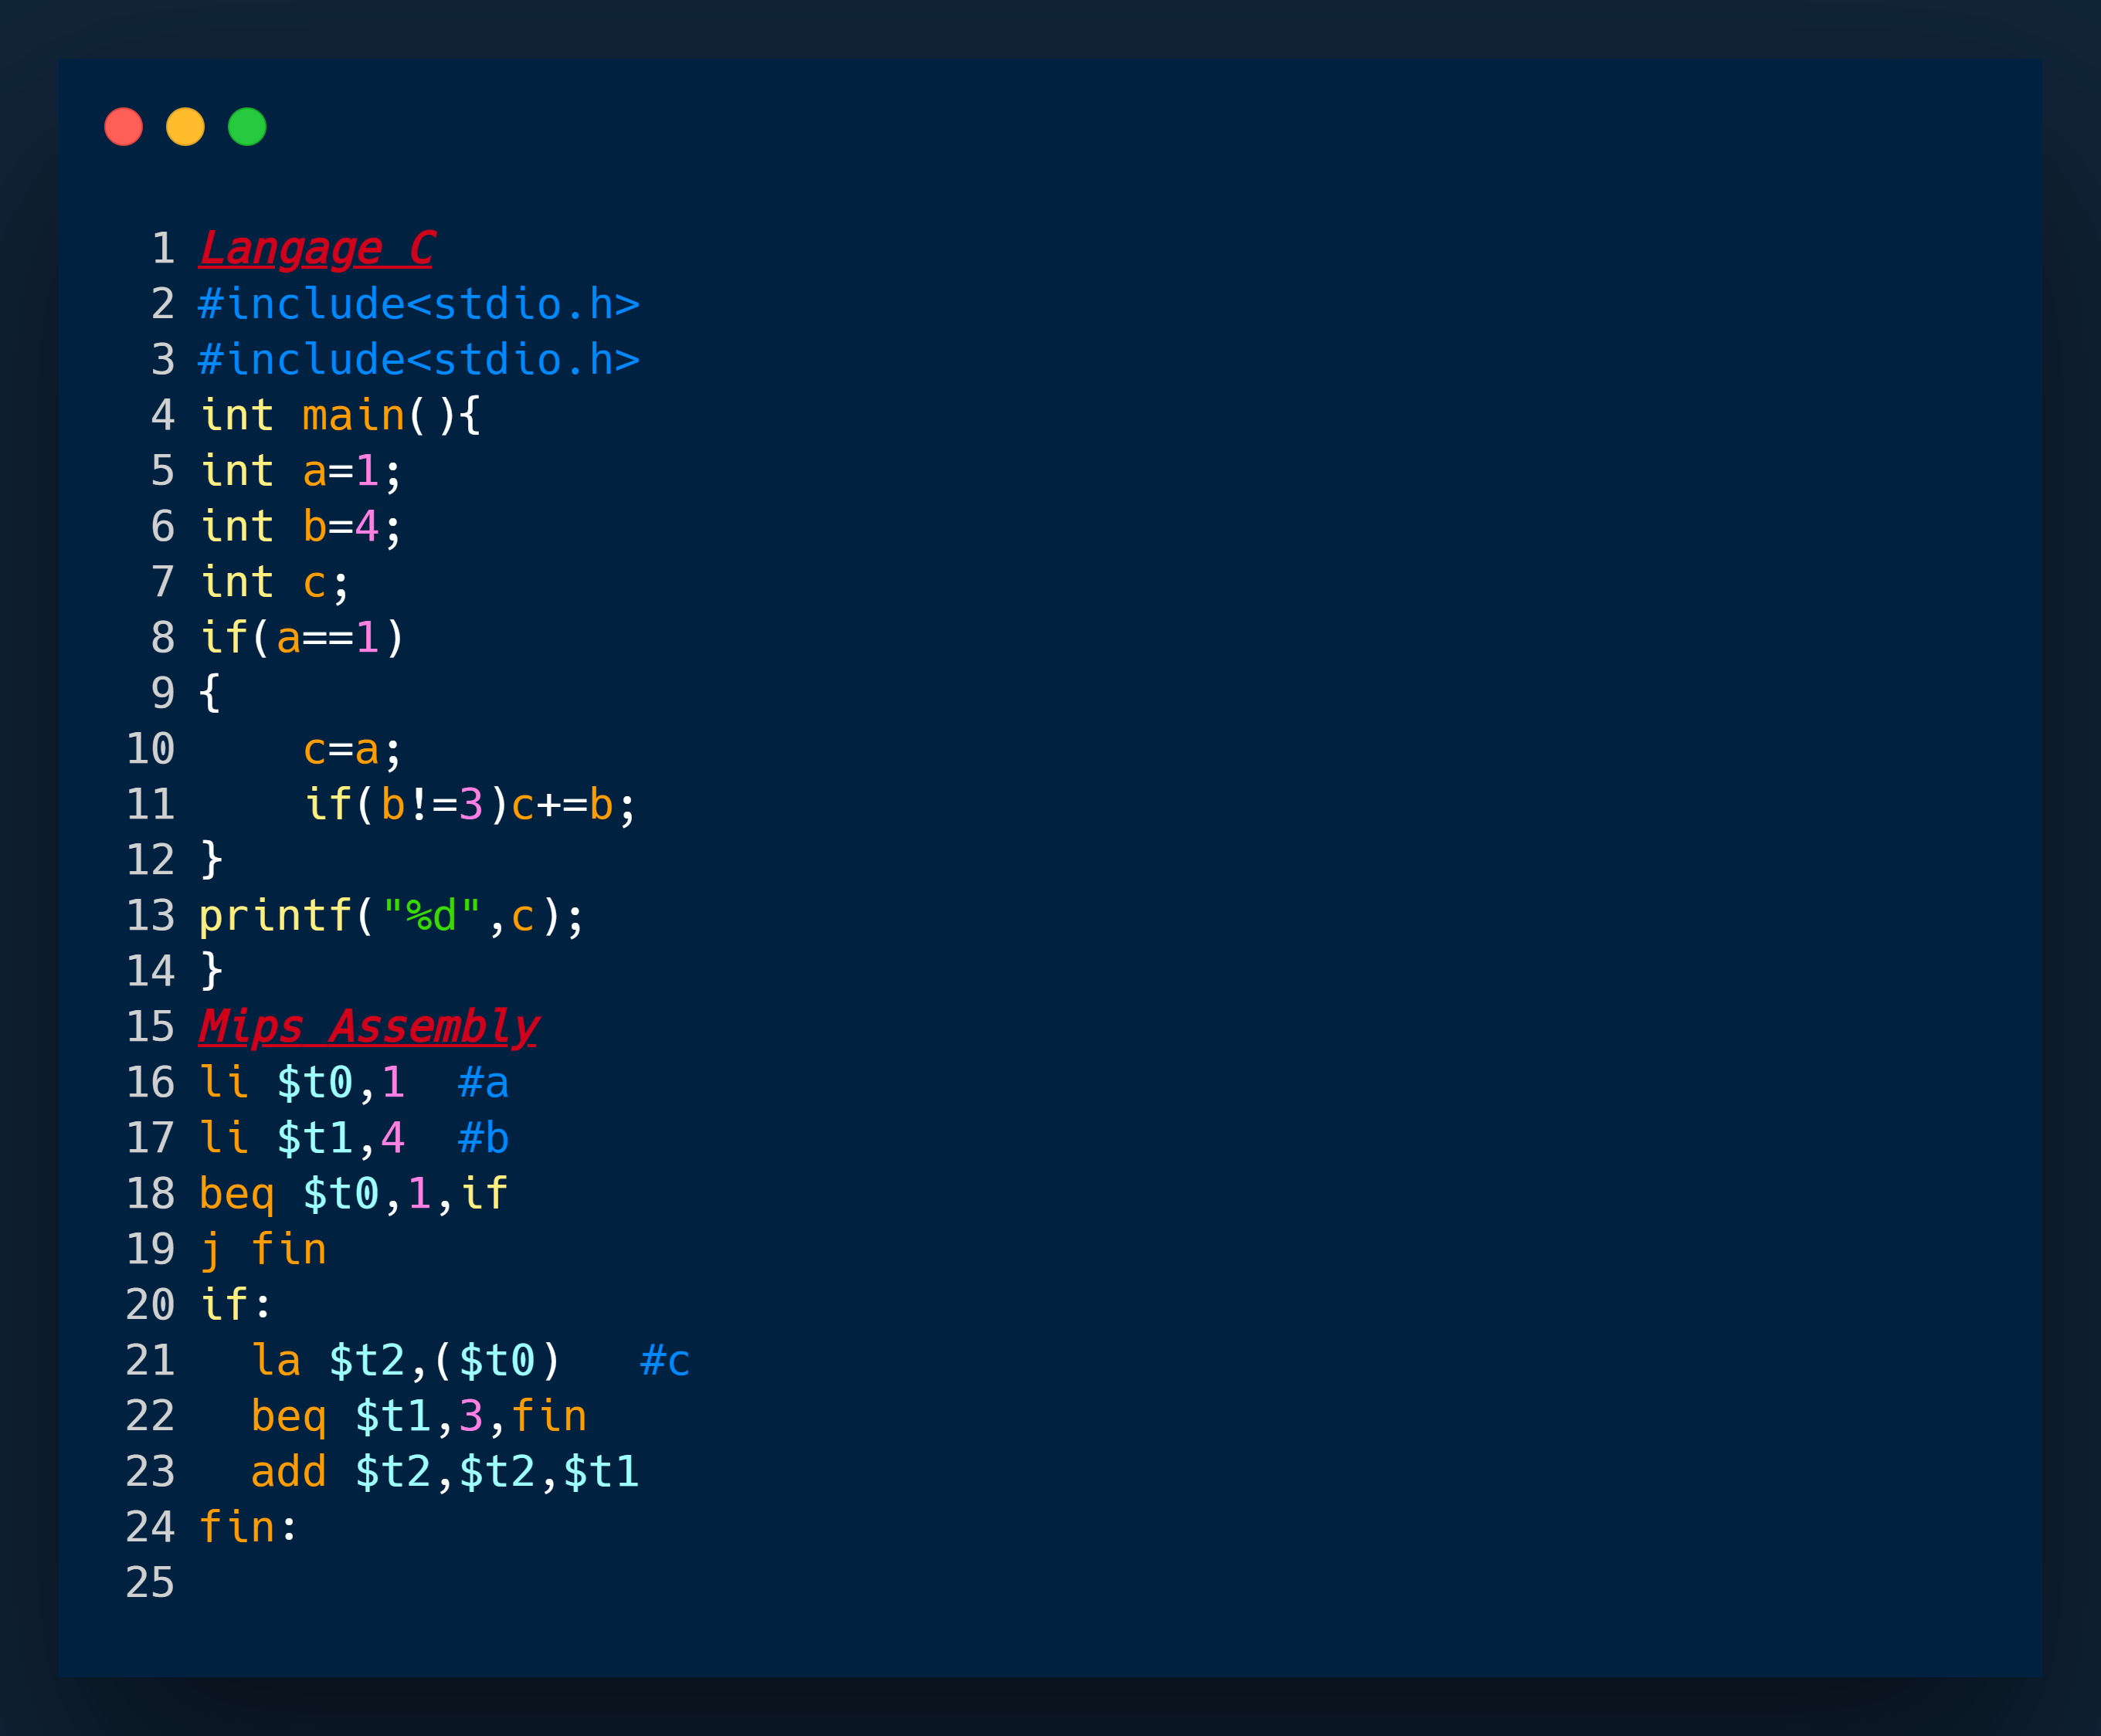 1 Langage C
2 #include<stdio.h>
3 #include<stdio.h>
4 int main(){
5 int a=1;
6 int b=4;
7 int c;
8 if(a==1)
9 {
10     c=a;
11     if(b!=3)c+=b;
12 }
13 printf("%d",c);
14 }
15 Mips Assembly
16 li $t0,1  #a
17 li $t1,4  #b
18 beq $t0,1,if
19 j fin
20 if:
21   la $t2,($t0)   #c
22   beq $t1,3,fin
23   add $t2,$t2,$t1
24 fin:
25